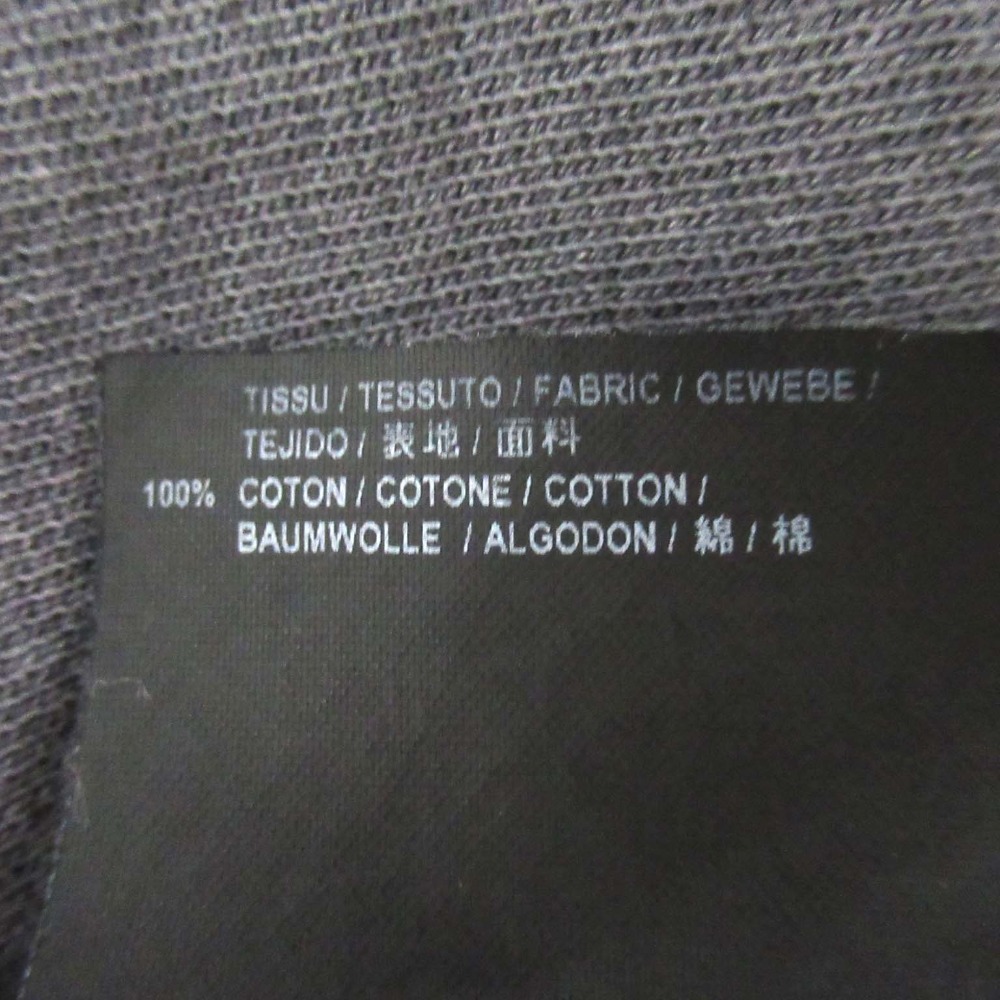 TISSU / TESSUTO / FABRIC / GEWEBE /
TEJIDO / 表地 / 面料
100% COTON / COTONE / COTTON /
BAUMWOLLE / ALGODON / 綿 / 棉